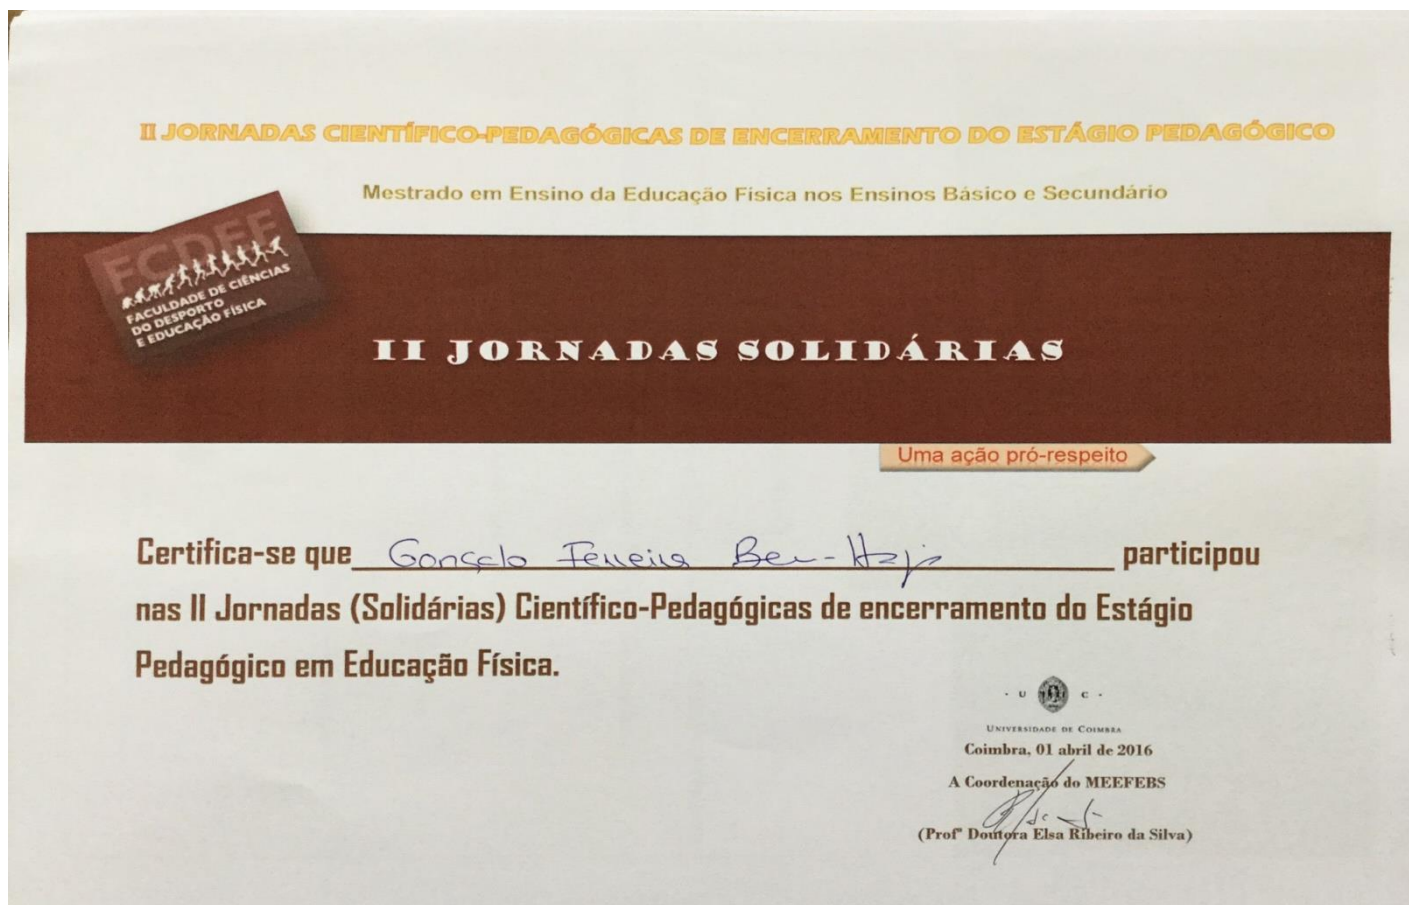 II JORNADAS CIENTÍFICO-PEDAGÓGICAS DE ENCERRAMENTO DO ESTÁGIO PEDAGÓGICO
Mestrado em Ensino da Educação Física nos Ensinos Básico e Secundário
FCDEF
FACULDADE DE CIÊNCIAS
DO DESPORTO
E EDUCAÇÃO FÍSICA
II JORNADAS SOLIDÁRIAS
Uma ação pró-respeito
Certifica-se que Gonçalo Ferreira Ben-Hajo participou
nas II Jornadas (Solidárias) Científico-Pedagógicas de encerramento do Estágio
Pedagógico em Educação Física.
· U C ·
UNIVERSIDADE DE COIMBRA
Coimbra, 01 abril de 2016
A Coordenação do MEEFEBS
(Profª Doutora Elsa Ribeiro da Silva)